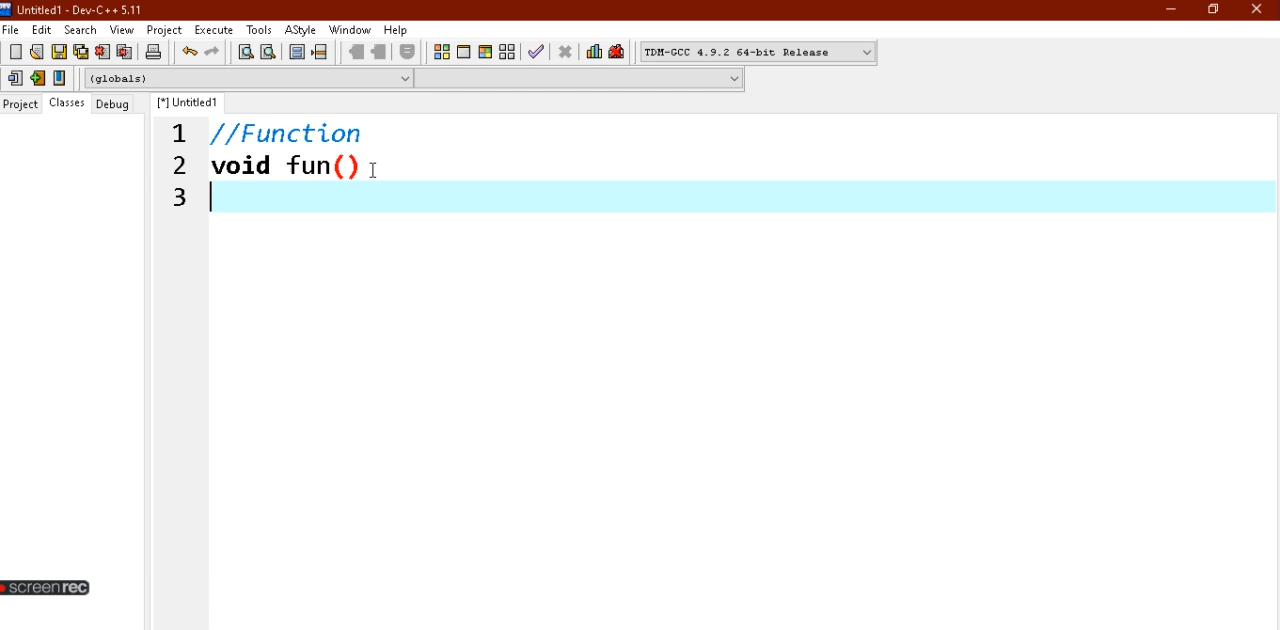 Untitled1 - Dev-C++ 5.11
File Edit Search View Project Execute Tools AStyle Window Help
TDM-GCC 4.9.2 64-bit Release
(globals)
Project Classes Debug [*] Untitled1
1 //Function
2 void fun()
3
screenrec